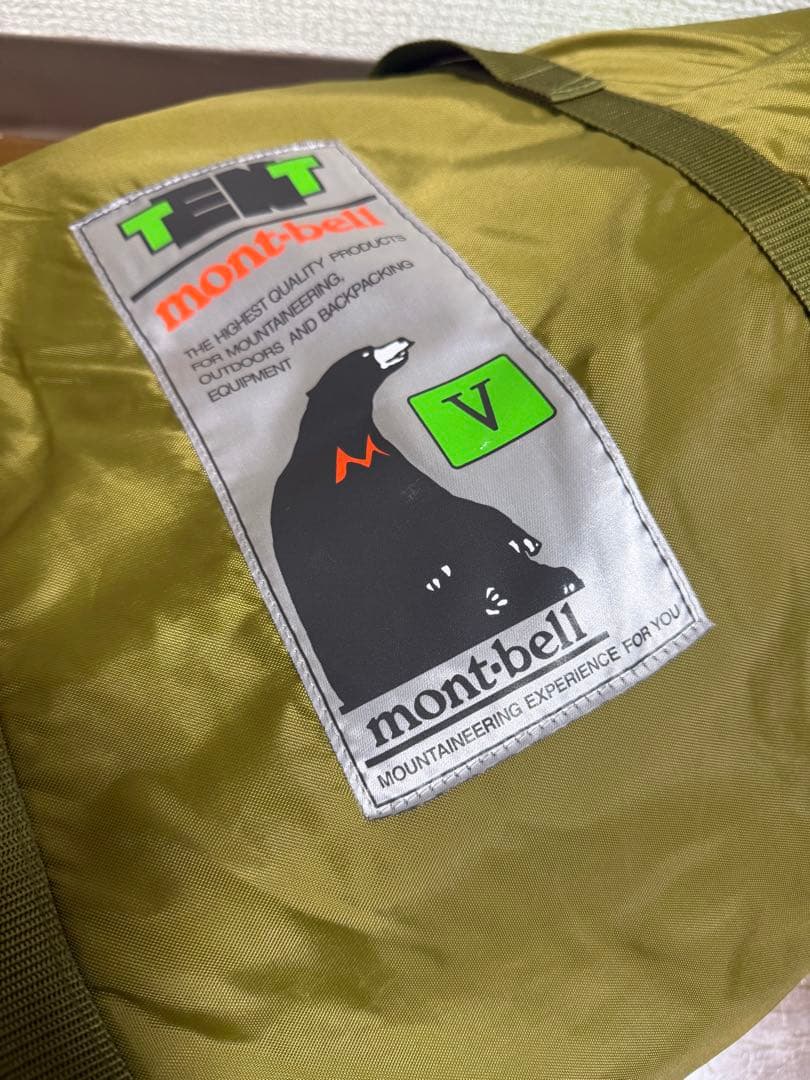 TENT
mont·bell
THE HIGHEST QUALITY PRODUCTS
FOR MOUNTAINEERING,
OUTDOORS AND BACKPACKING
EQUIPMENT
V
M
mont·bell
MOUNTAINEERING EXPERIENCE FOR YOU